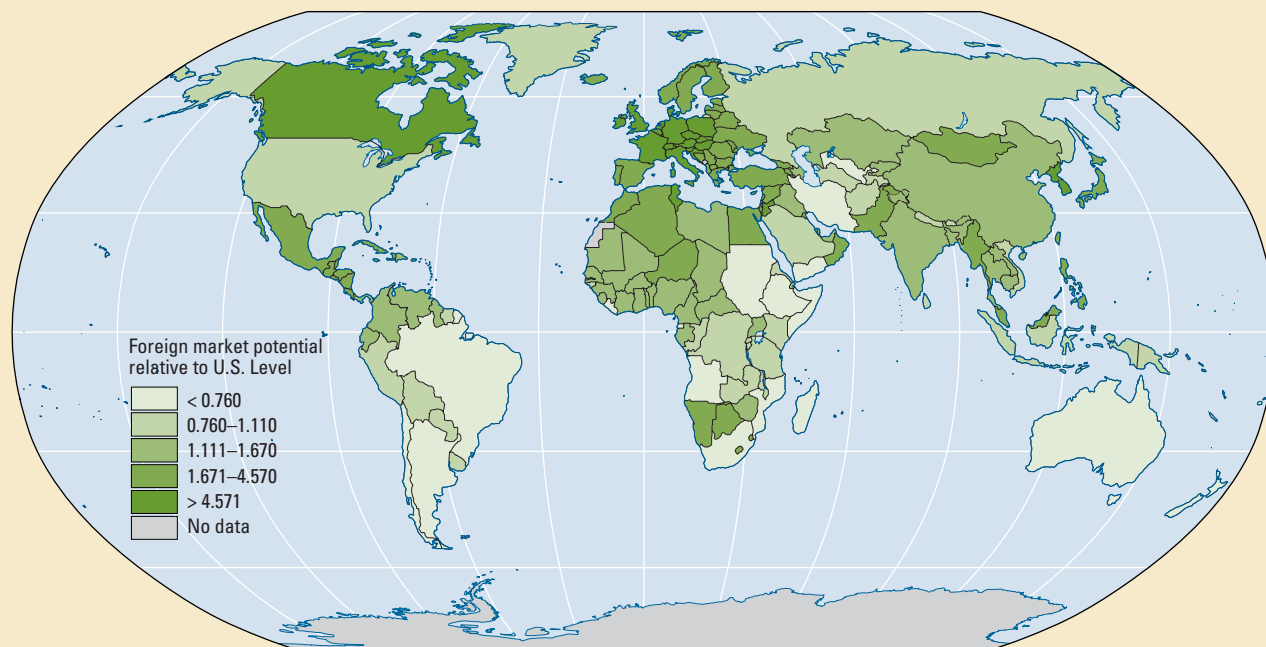 Foreign market potential
relative to U.S. Level
< 0.760
0.760–1.110
1.111–1.670
1.671–4.570
> 4.571
No data